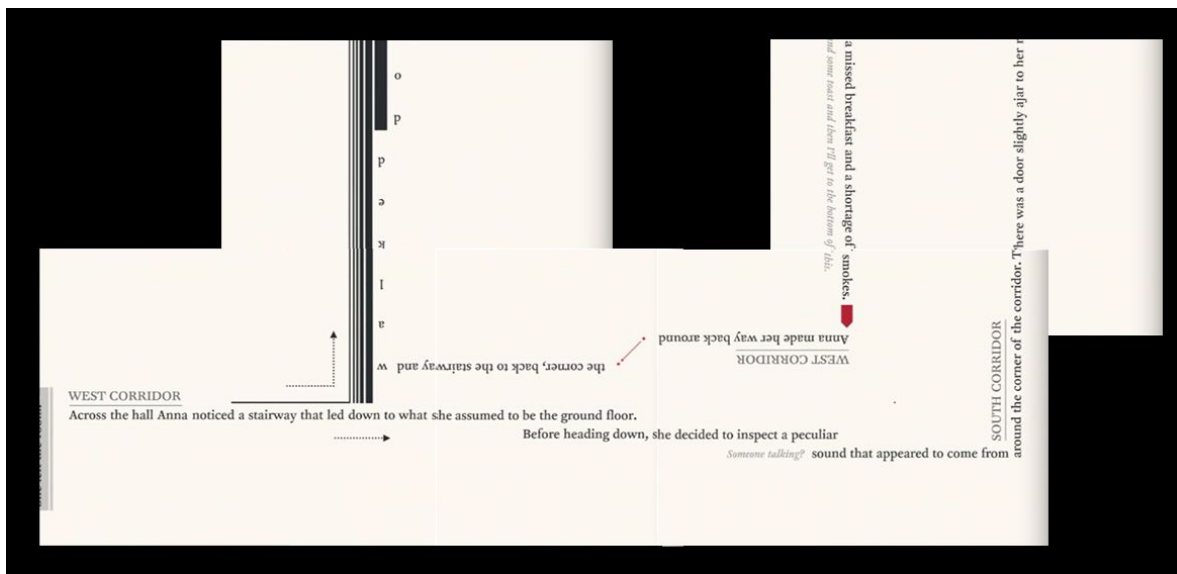 WEST CORRIDOR
Across the hall Anna noticed a stairway that led down to what she assumed to be the ground floor.
Before heading down, she decided to inspect a peculiar
Someone talking? sound that appeared to come from
SOUTH CORRIDOR
around the corner of the corridor. There was a door slightly ajar to her
a missed breakfast and a shortage of smokes.
nd some toast and then I'll get to the bottom of this.
WEST CORRIDOR
Anna made her way back around
the corner, back to the stairway and
w a l k e d d o